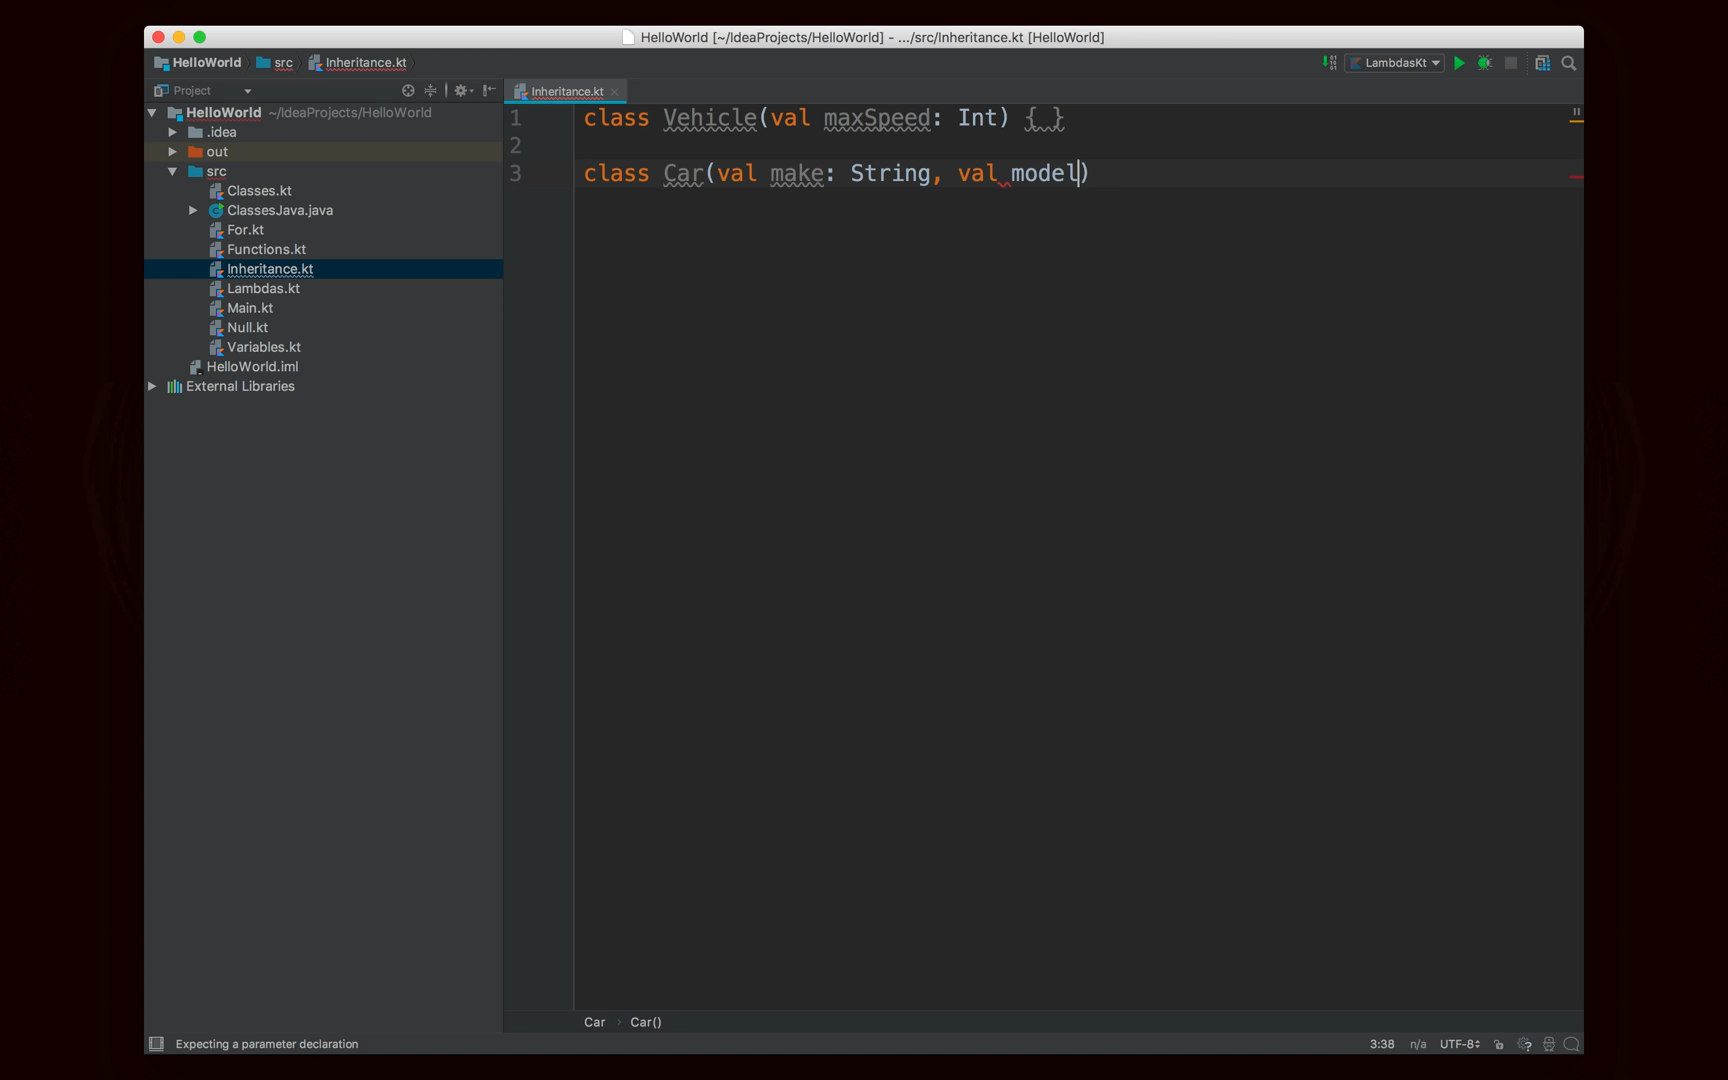 HelloWorld [~/IdeaProjects/HelloWorld] - .../src/Inheritance.kt [HelloWorld]
HelloWorld src Inheritance.kt LambdasKt
Project Inheritance.kt
HelloWorld ~/IdeaProjects/HelloWorld
.idea
out
src
Classes.kt
ClassesJava.java
For.kt
Functions.kt
Inheritance.kt
Lambdas.kt
Main.kt
Null.kt
Variables.kt
HelloWorld.iml
External Libraries
1 class Vehicle(val maxSpeed: Int) { }
2
3 class Car(val make: String, val model)
Car Car()
Expecting a parameter declaration 3:38 n/a UTF-8